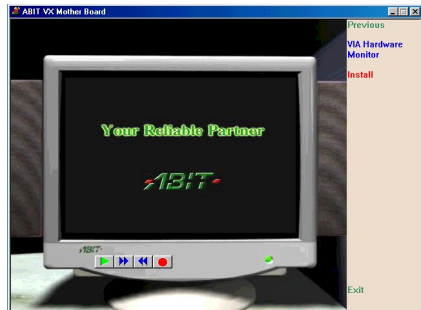 ABIT VX Mother Board
Previous
VIA Hardware
Monitor
Install
Your Reliable Partner
ABIT
ABIT
Exit